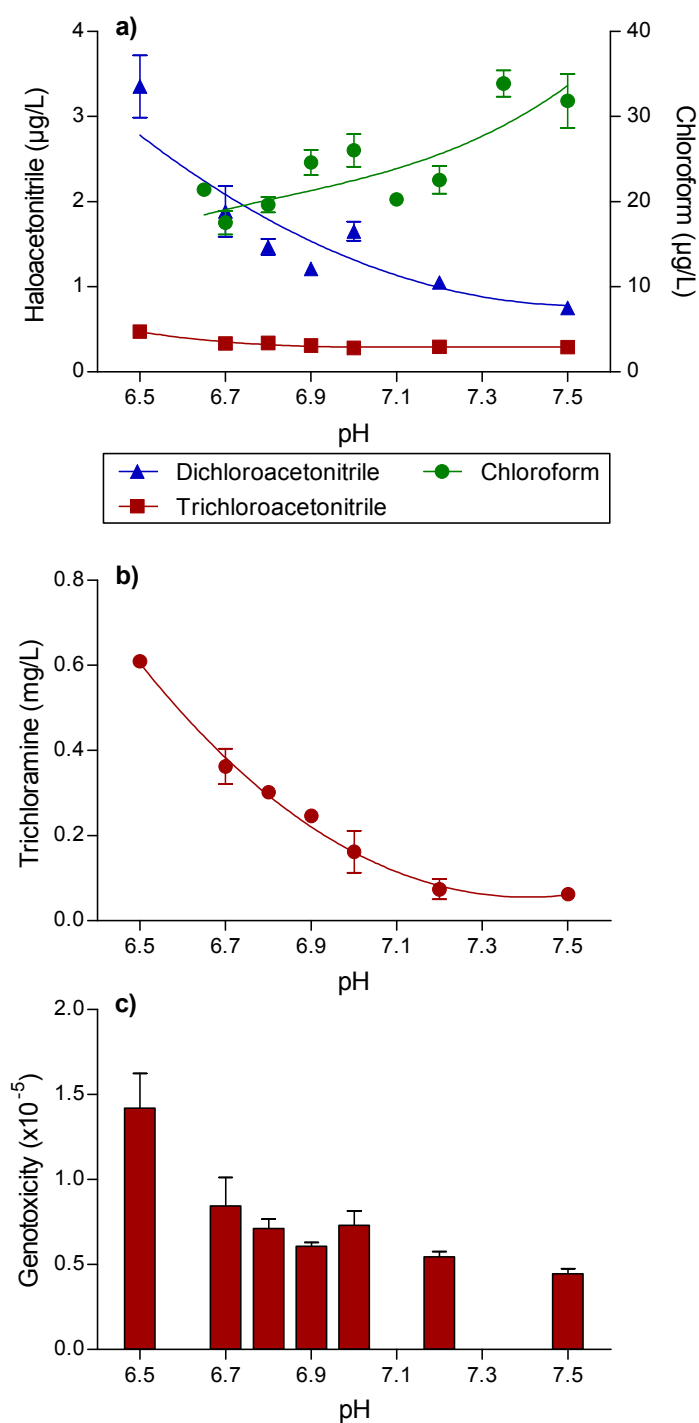 a)
4
3
2
1
0
Haloacetonitrile (µg/L)
40
30
20
10
0
Chloroform (µg/L)
6.5 6.7 6.9 7.1 7.3 7.5
pH
Dichloroacetonitrile Chloroform
Trichloroacetonitrile
b)
0.8
0.6
0.4
0.2
0.0
Trichloramine (mg/L)
6.5 6.7 6.9 7.1 7.3 7.5
pH
c)
2.0
1.5
1.0
0.5
0.0
Genotoxicity (x10⁻⁵)
6.5 6.7 6.9 7.1 7.3 7.5
pH